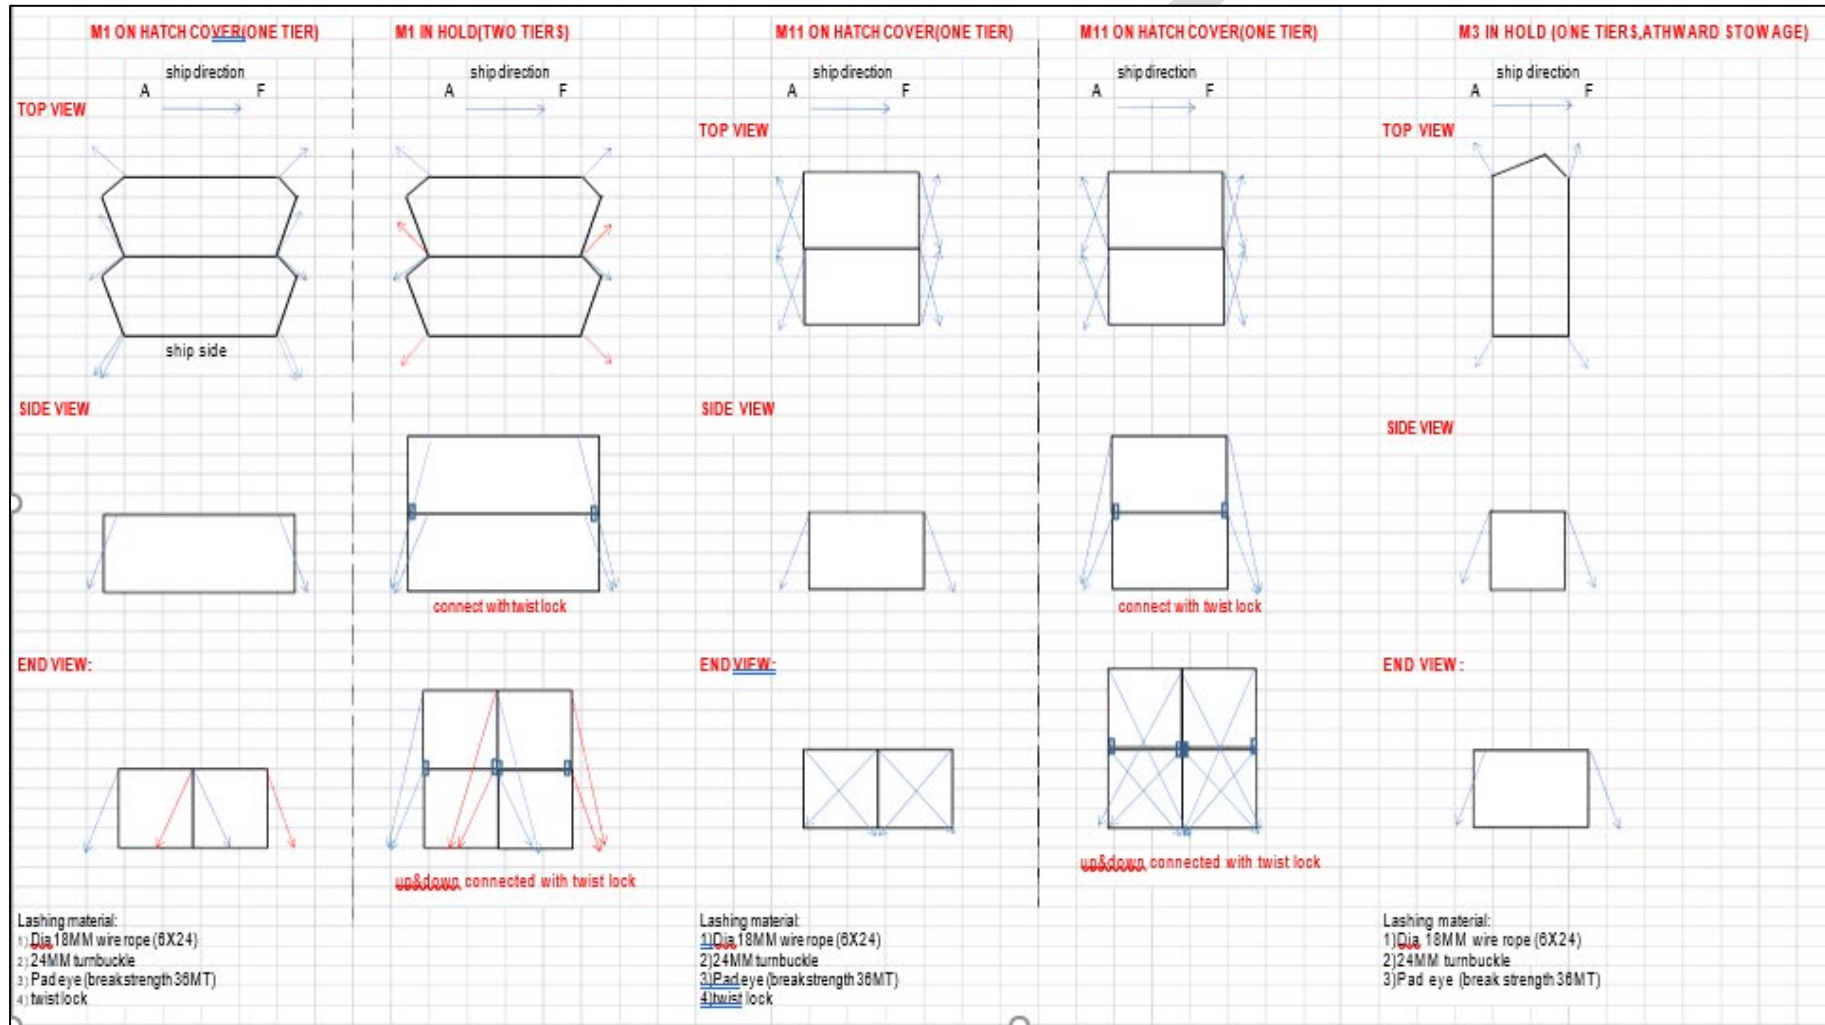 M1 ON HATCH COVER(ONE TIER)
M1 IN HOLD(TWO TIERS)
M11 ON HATCH COVER(ONE TIER)
M11 ON HATCH COVER(ONE TIER)
M3 IN HOLD (ONE TIERS,ATHWARD STOWAGE)
ship direction
ship direction
ship direction
ship direction
ship direction
A F
A F
A F
A F
A F
TOP VIEW
TOP VIEW
TOP VIEW
ship side
SIDE VIEW
SIDE VIEW
SIDE VIEW
connect with twist lock
connect with twist lock
END VIEW:
END VIEW:
END VIEW:
up&down connected with twist lock
up&down connected with twist lock
Lashing material:
1) Dia.18MM wire rope (6X24)
2) 24MM turnbuckle
3) Pad eye (break strength 36MT)
4) twist lock
Lashing material:
1)Dia.18MM wire rope (6X24)
2)24MM turnbuckle
3)Pad eye (break strength 36MT)
4)twist lock
Lashing material:
1)Dia. 18MM wire rope (6X24)
2)24MM turnbuckle
3)Pad eye (break strength 36MT)